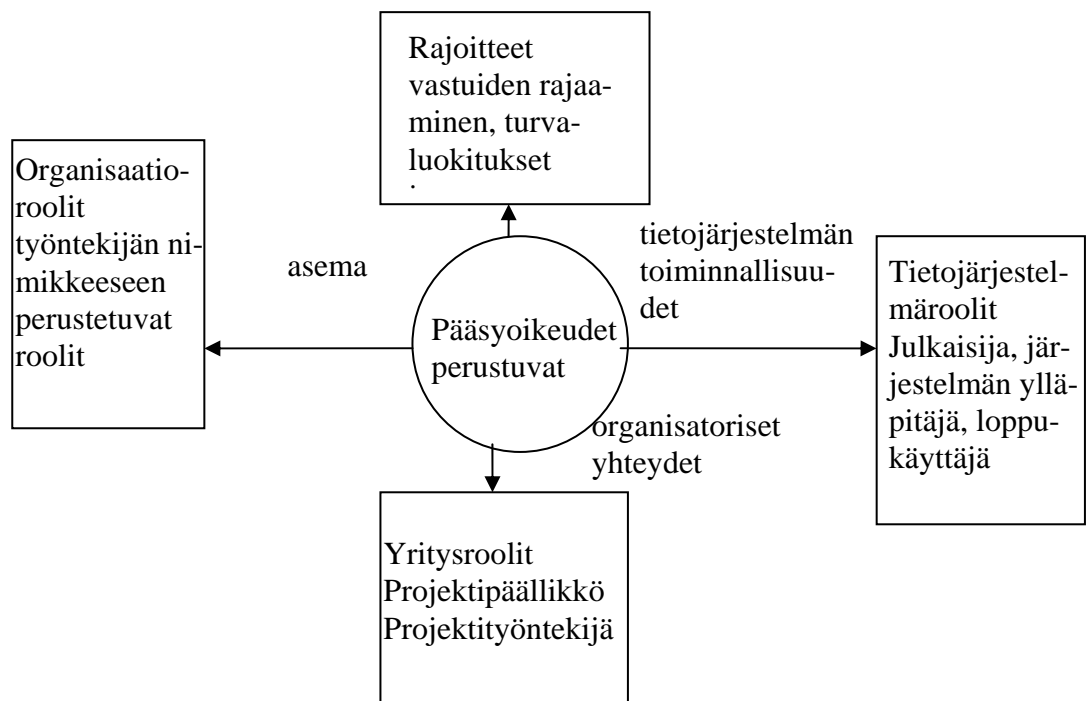 Rajoitteet
vastuiden rajaa-
minen, turva-
luokitukset
.
Organisaatio-
roolit
työntekijän ni-
mikkeeseen
perustetuvat
roolit
asema
tietojärjestelmän
toiminnallisuu-
det
Pääsyoikeudet
perustuvat
Tietojärjestel-
märoolit
Julkaisija, jär-
jestelmän yllä-
pitäjä, loppu-
käyttäjä
organisatoriset
yhteydet
Yritysroolit
Projektipäällikkö
Projektityöntekijä